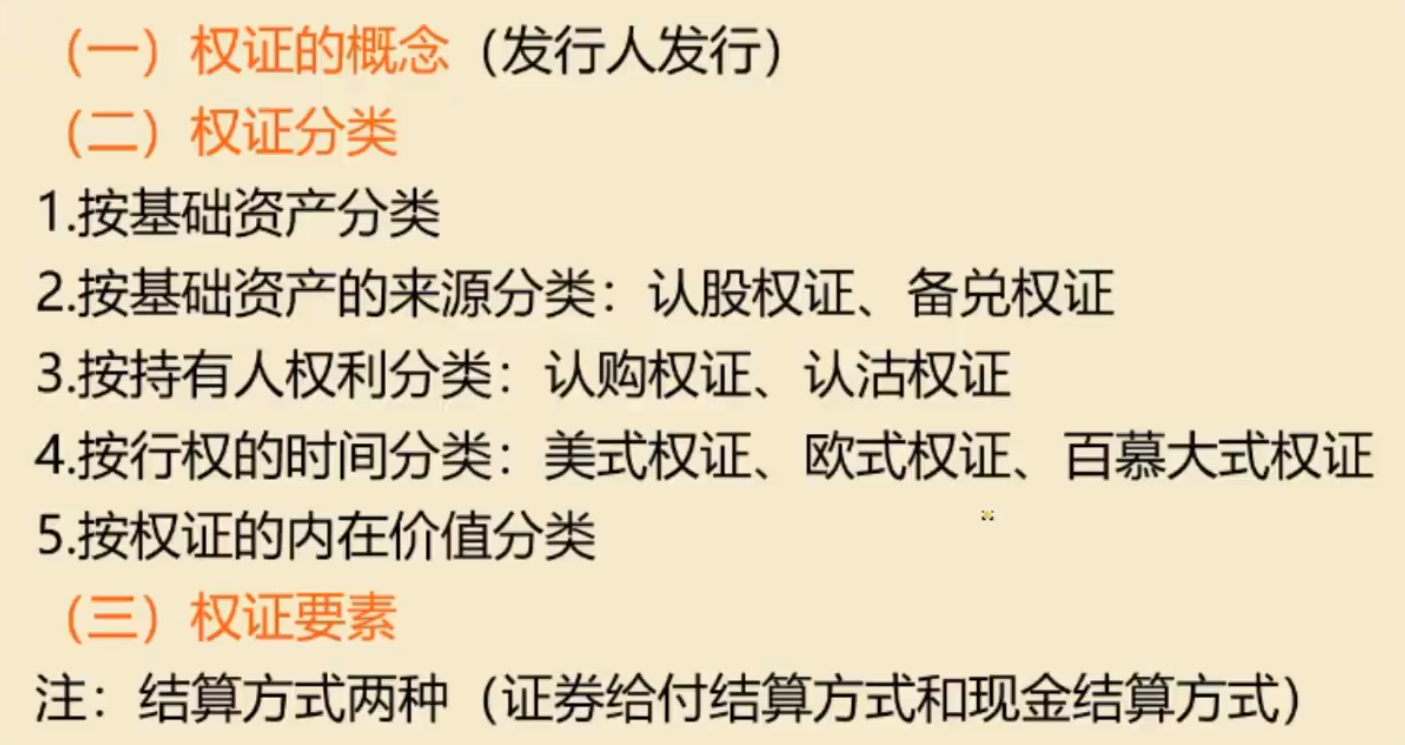 （一）权证的概念（发行人发行）
（二）权证分类
1.按基础资产分类
2.按基础资产的来源分类：认股权证、备兑权证
3.按持有人权利分类：认购权证、认沽权证
4.按行权的时间分类：美式权证、欧式权证、百慕大式权证
5.按权证的内在价值分类
（三）权证要素
注：结算方式两种（证券给付结算方式和现金结算方式）